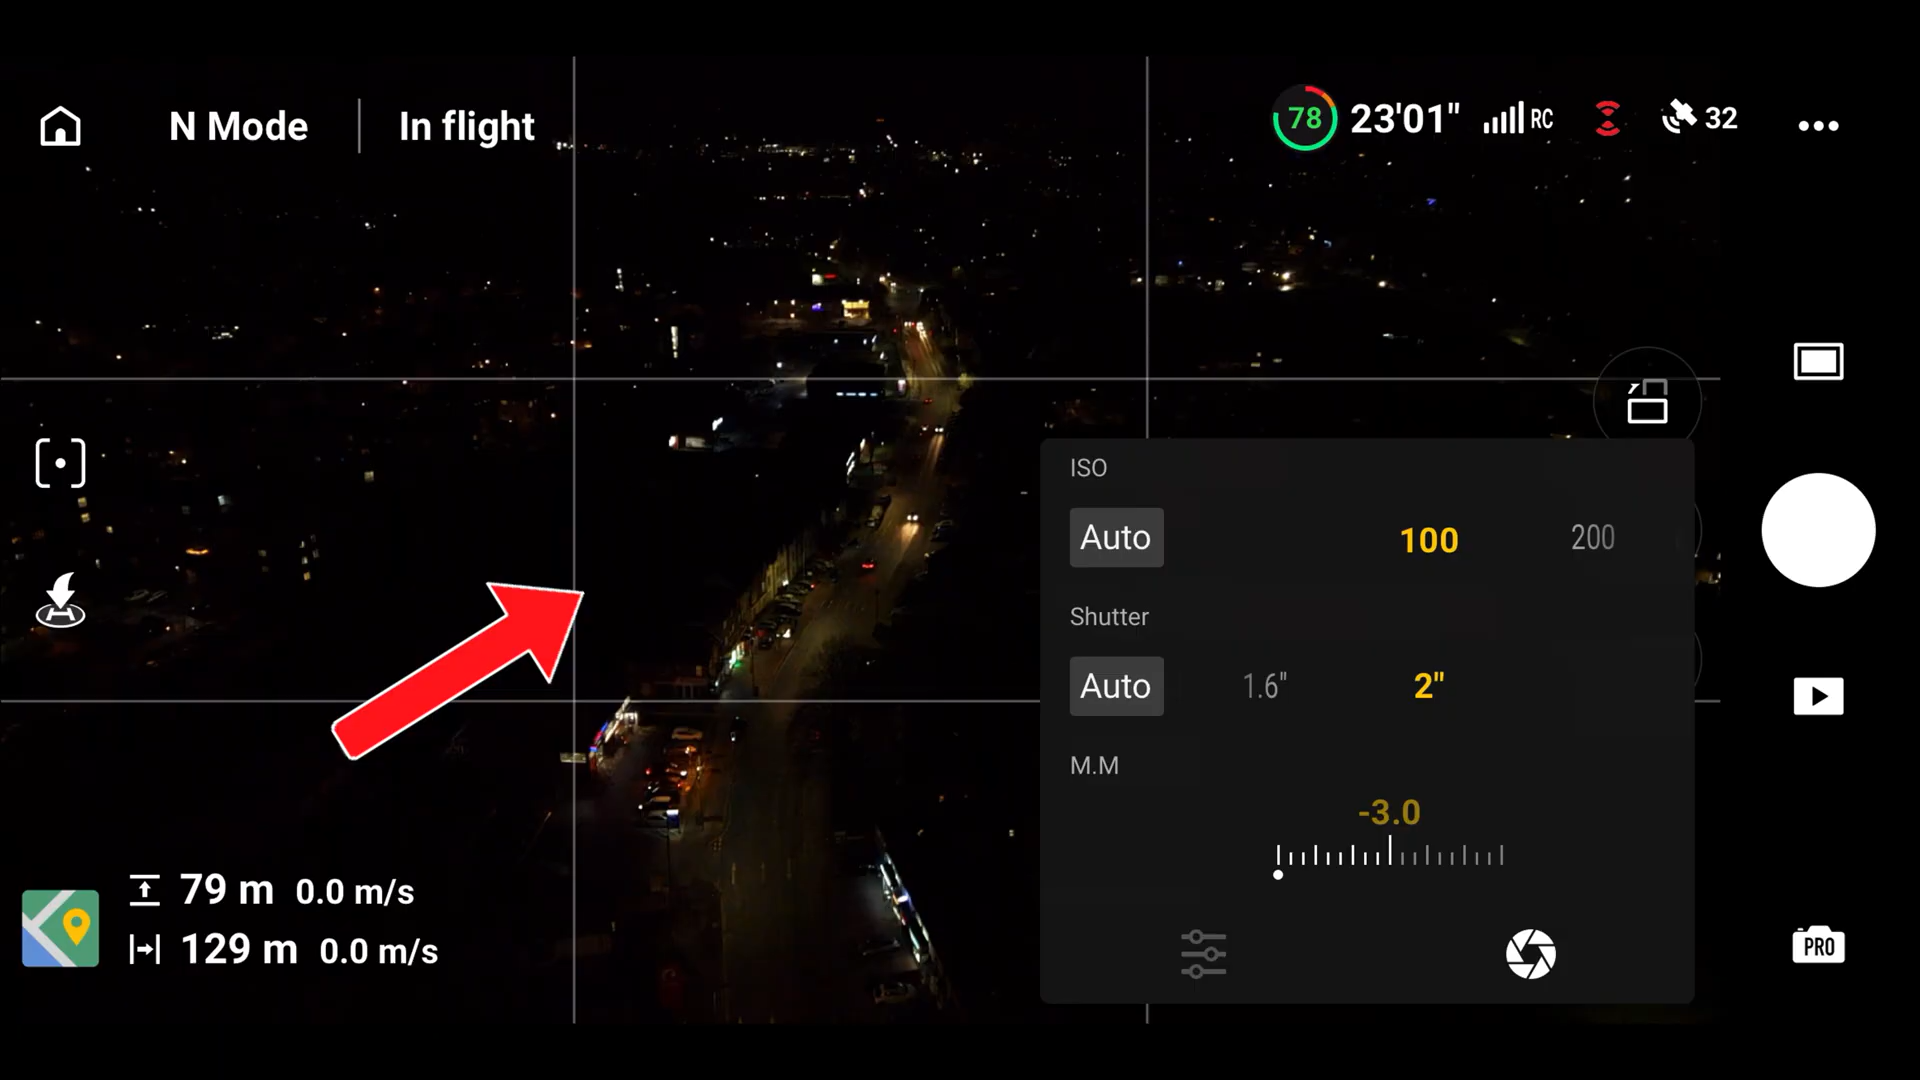 N Mode
In flight
78
23'01"
RC
32
ISO
Auto
100
200
Shutter
Auto
1.6"
2"
M.M
-3.0
79 m 0.0 m/s
129 m 0.0 m/s
PRO